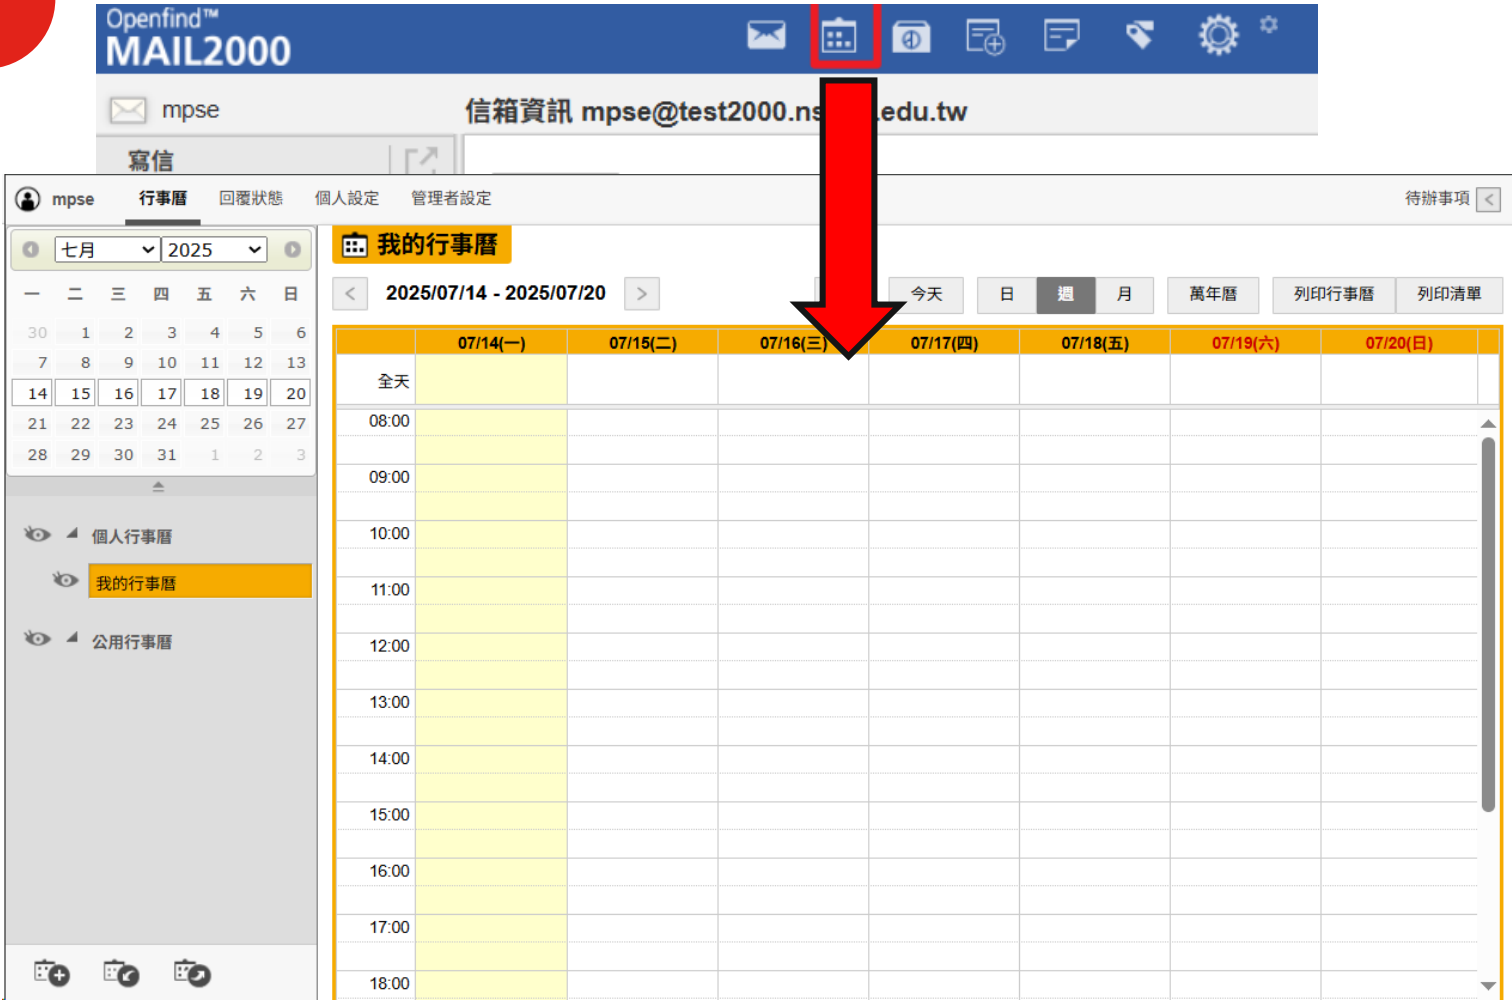 Openfind™
MAIL2000
mpse
信箱資訊 mpse@test2000.ns .edu.tw
寫信
mpse 行事曆 回覆狀態 個人設定 管理者設定 待辦事項 <
七月 2025
一 二 三 四 五 六 日
30 1 2 3 4 5 6
7 8 9 10 11 12 13
14 15 16 17 18 19 20
21 22 23 24 25 26 27
28 29 30 31 1 2 3
個人行事曆
我的行事曆
公用行事曆
我的行事曆
< 2025/07/14 - 2025/07/20 > 今天 日 週 月 萬年曆 列印行事曆 列印清單
07/14(一) 07/15(二) 07/16(三) 07/17(四) 07/18(五) 07/19(六) 07/20(日)
全天
08:00
09:00
10:00
11:00
12:00
13:00
14:00
15:00
16:00
17:00
18:00